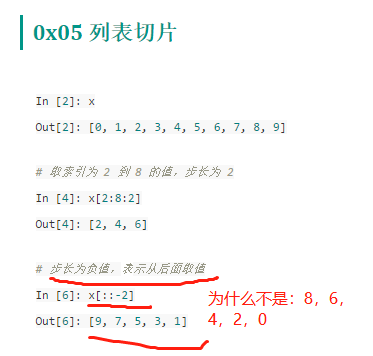 0x05 列表切片
In [2]: x
Out[2]: [0, 1, 2, 3, 4, 5, 6, 7, 8, 9]
# 取索引为 2 到 8 的值，步长为 2
In [4]: x[2:8:2]
Out[4]: [2, 4, 6]
# 步长为负值，表示从后面取值
In [6]: x[::-2]
Out[6]: [9, 7, 5, 3, 1]
为什么不是：8，6，
4，2，0